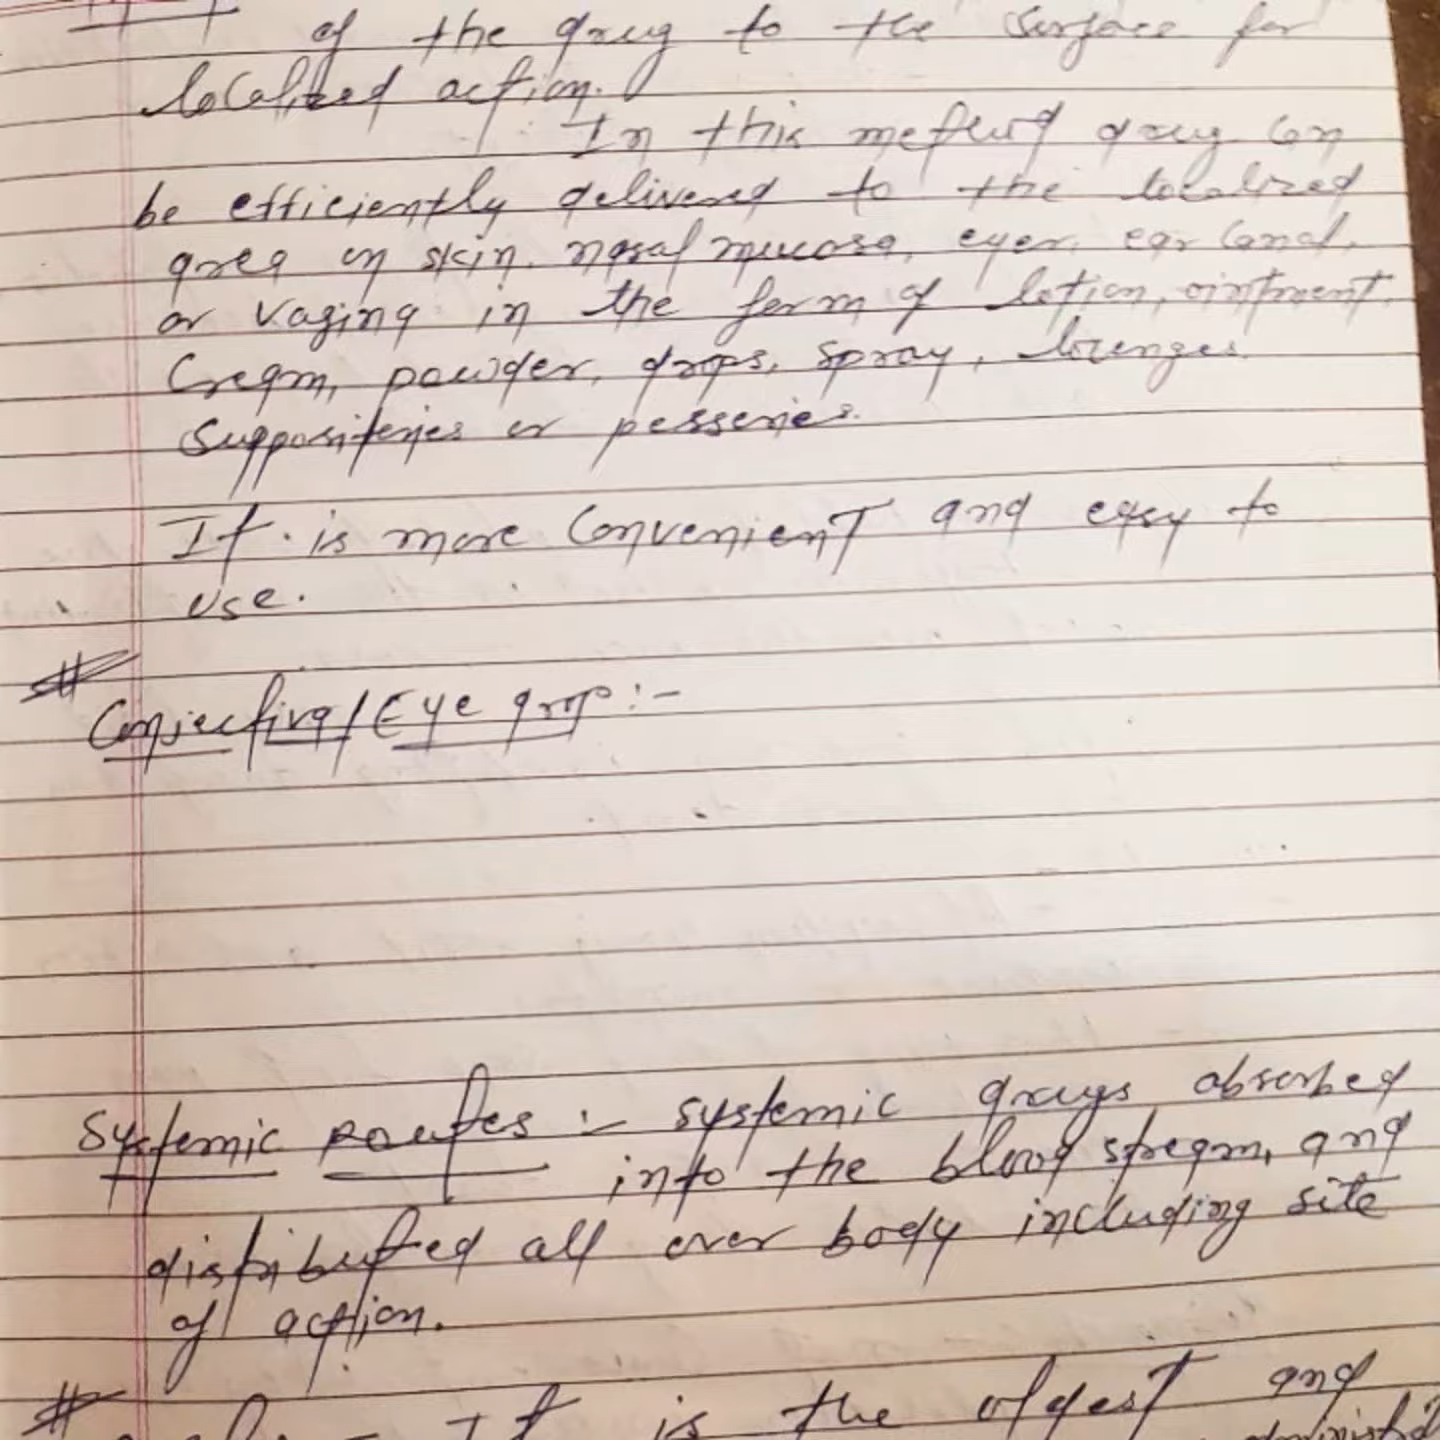 of the drug to the surface for
localized action.
In this method drug can
be efficiently delivered to the localized
area on skin. nasal mucosa, eyes, ear canal,
or vagina in the form of lotion, ointment.
Cream, powder, drops, spray, lozenges.
Suppositories or pessaries.
It is more Convenient and easy to
use.
#
Conjectiva/Eye drop:-
Systemic Routes :- systemic drugs absorbed
into the blood stream, and
distributed all over body including site
of action.
#
It is the oldest and